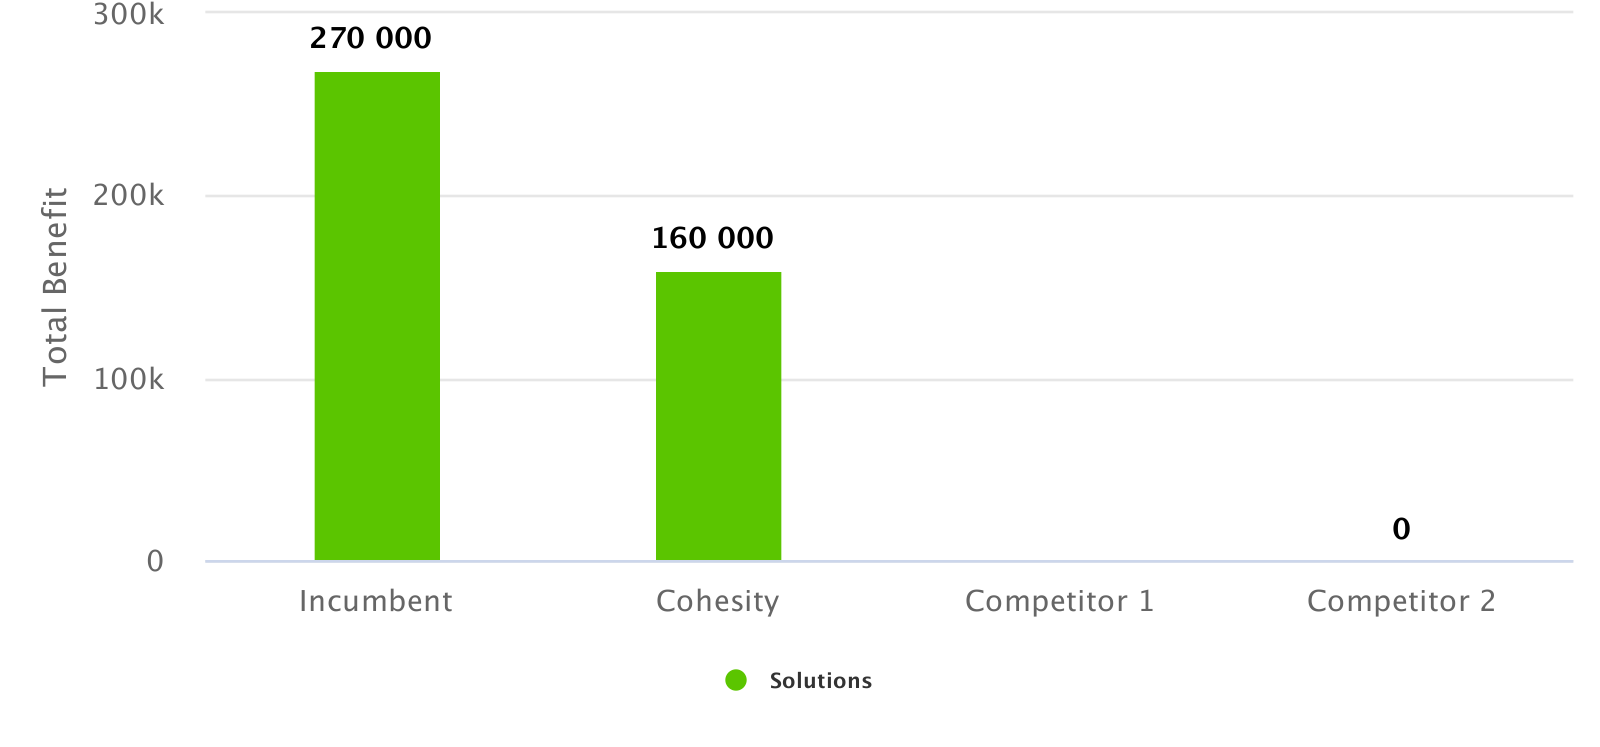 300k
270 000
200k
160 000
Total Benefit
100k
0
0
Incumbent
Cohesity
Competitor 1
Competitor 2
Solutions